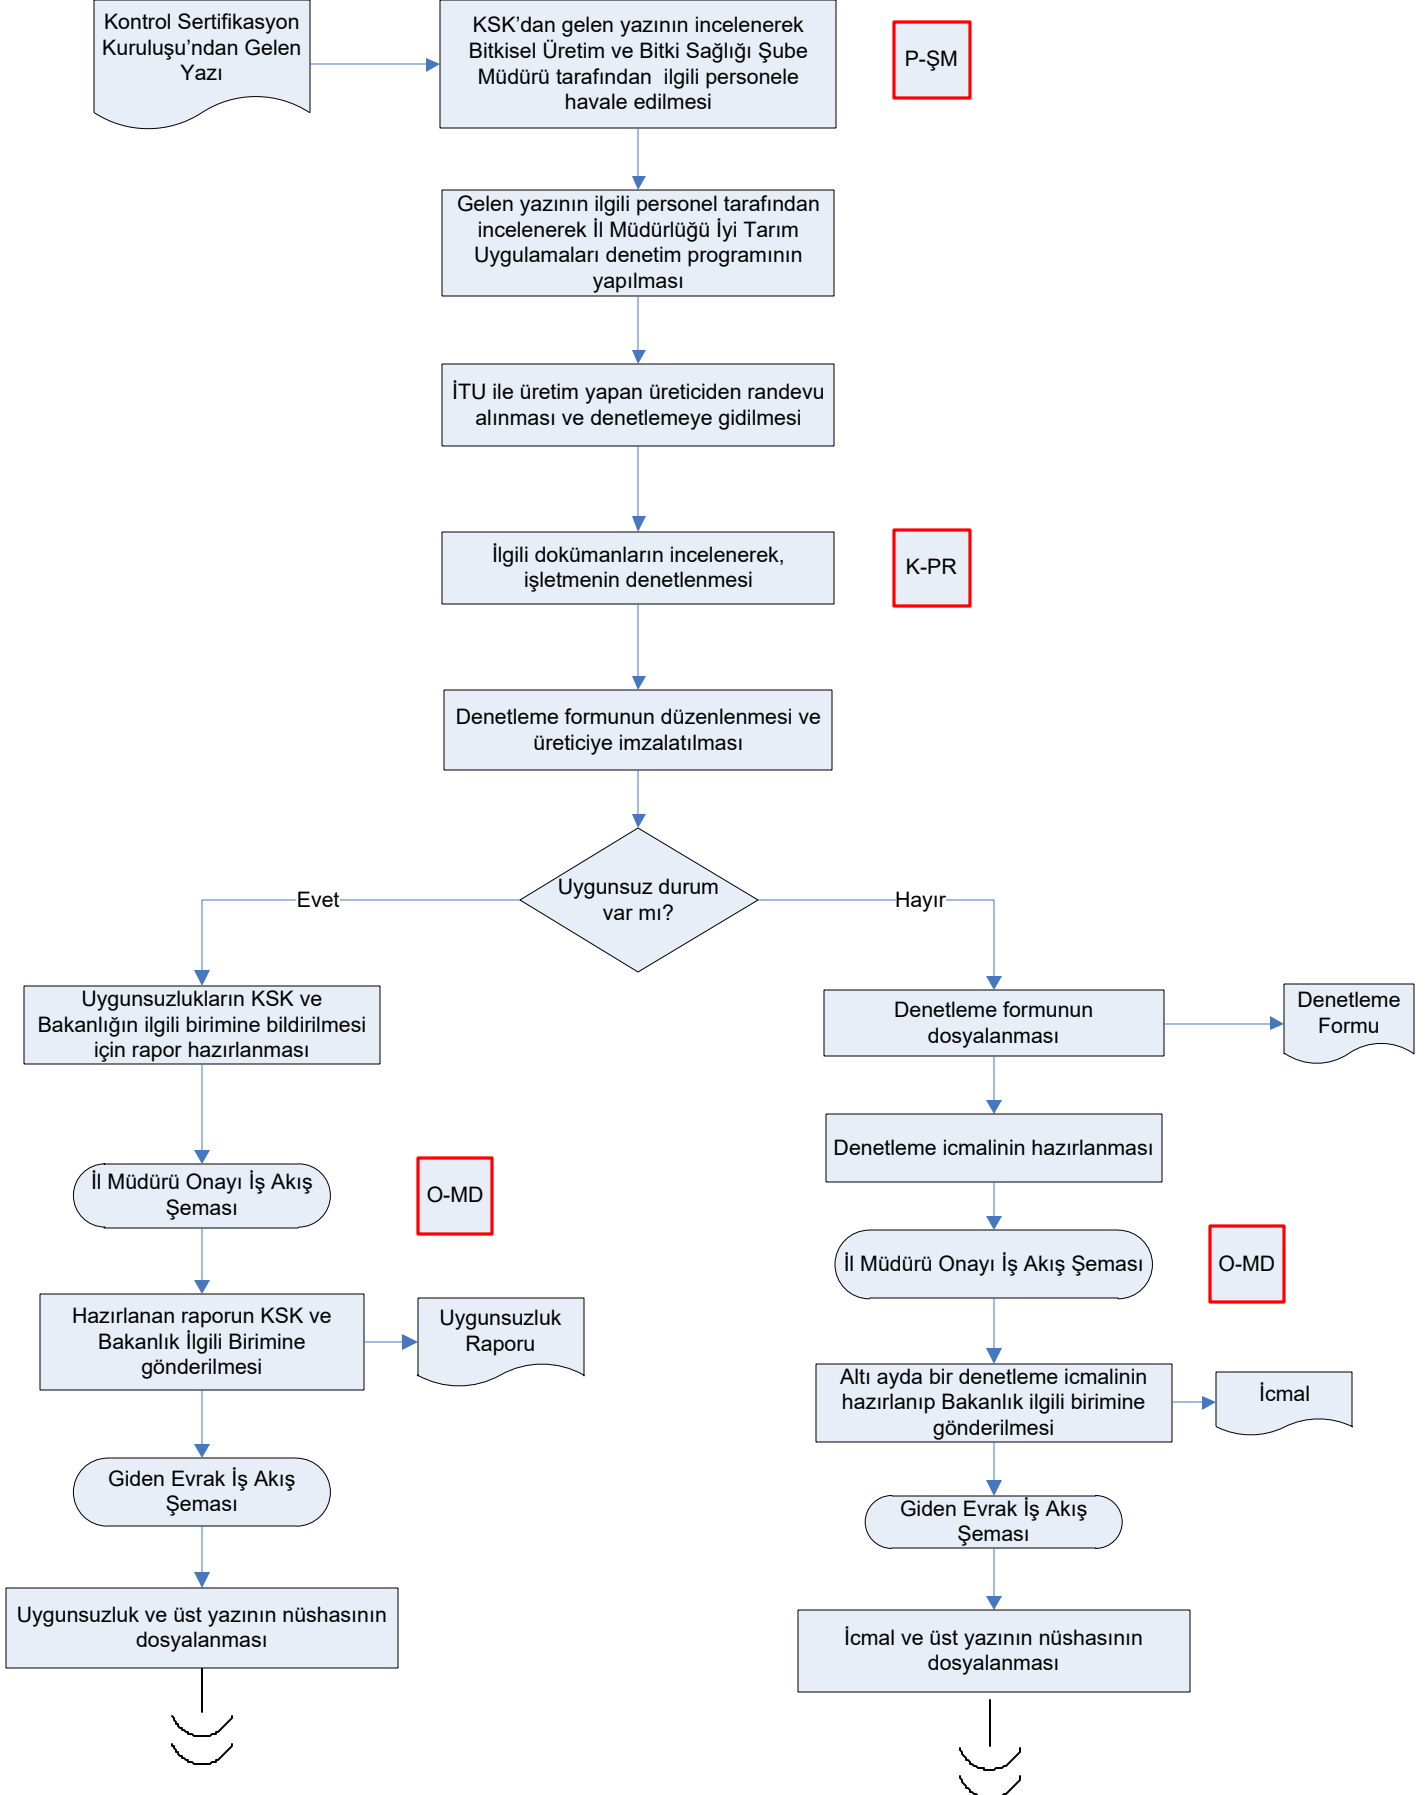 Kontrol Sertifikasyon
Kuruluşu’ndan Gelen
Yazı
KSK’dan gelen yazının incelenerek
Bitkisel Üretim ve Bitki Sağlığı Şube
Müdürü tarafından  ilgili personele
havale edilmesi
P-ŞM
Gelen yazının ilgili personel tarafından
incelenerek İl Müdürlüğü İyi Tarım
Uygulamaları denetim programının
yapılması
İTU ile üretim yapan üreticiden randevu
alınması ve denetlemeye gidilmesi
İlgili dokümanların incelenerek,
işletmenin denetlenmesi
K-PR
Denetleme formunun düzenlenmesi ve
üreticiye imzalatılması
Uygunsuz durum
var mı?
Evet
Hayır
Uygunsuzlukların KSK ve
Bakanlığın ilgili birimine bildirilmesi
için rapor hazırlanması
Denetleme formunun
dosyalanması
Denetleme
Formu
Denetleme icmalinin hazırlanması
İl Müdürü Onayı İş Akış
Şeması
O-MD
İl Müdürü Onayı İş Akış Şeması
O-MD
Hazırlanan raporun KSK ve
Bakanlık İlgili Birimine
gönderilmesi
Uygunsuzluk
Raporu
Altı ayda bir denetleme icmalinin
hazırlanıp Bakanlık ilgili birimine
gönderilmesi
İcmal
Giden Evrak İş Akış
Şeması
Giden Evrak İş Akış
Şeması
Uygunsuzluk ve üst yazının nüshasının
dosyalanması
İcmal ve üst yazının nüshasının
dosyalanması